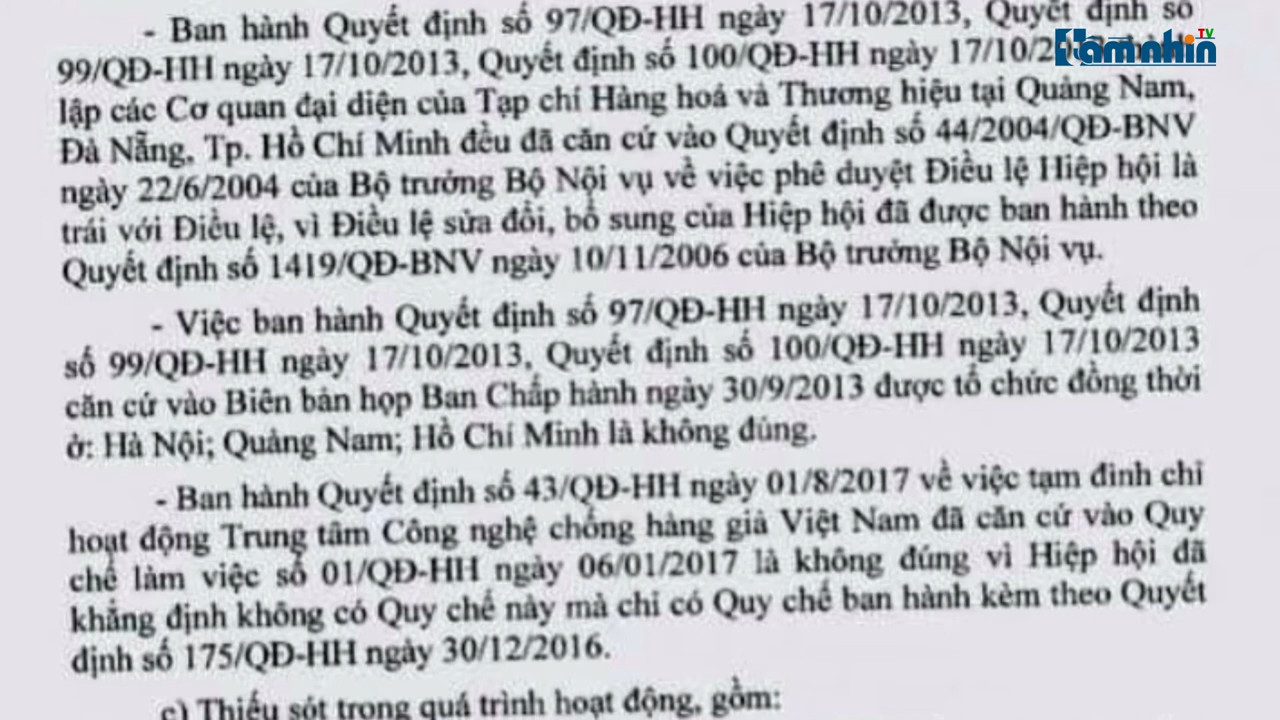 - Ban hành Quyết định số 97/QĐ-HH ngày 17/10/2013, Quyết định số
99/QĐ-HH ngày 17/10/2013, Quyết định số 100/QĐ-HH ngày 17/10/
Hamnhin TV
lập các Cơ quan đại diện của Tạp chí Hàng hoá và Thương hiệu tại Quảng Nam,
Đà Nẵng, Tp. Hồ Chí Minh đều đã căn cứ vào Quyết định số 44/2004/QĐ-BNV
ngày 22/6/2004 của Bộ trưởng Bộ Nội vụ về việc phê duyệt Điều lệ Hiệp hội là
trái với Điều lệ, vì Điều lệ sửa đổi, bổ sung của Hiệp hội đã được ban hành theo
Quyết định số 1419/QĐ-BNV ngày 10/11/2006 của Bộ trưởng Bộ Nội vụ.
- Việc ban hành Quyết định số 97/QĐ-HH ngày 17/10/2013, Quyết định
số 99/QĐ-HH ngày 17/10/2013, Quyết định số 100/QĐ-HH ngày 17/10/2013
căn cứ vào Biên bản họp Ban Chấp hành ngày 30/9/2013 được tổ chức đồng thời
ở: Hà Nội; Quảng Nam; Hồ Chí Minh là không đúng.
- Ban hành Quyết định số 43/QĐ-HH ngày 01/8/2017 về việc tạm đình chỉ
hoạt động Trung tâm Công nghệ chống hàng giả Việt Nam đã căn cứ vào Quy
chế làm việc số 01/QĐ-HH ngày 06/01/2017 là không đúng vì Hiệp hội đã
khẳng định không có Quy chế này mà chỉ có Quy chế ban hành kèm theo Quyết
định số 175/QĐ-HH ngày 30/12/2016.
c) Thiếu sót trong quá trình hoạt động, gồm: